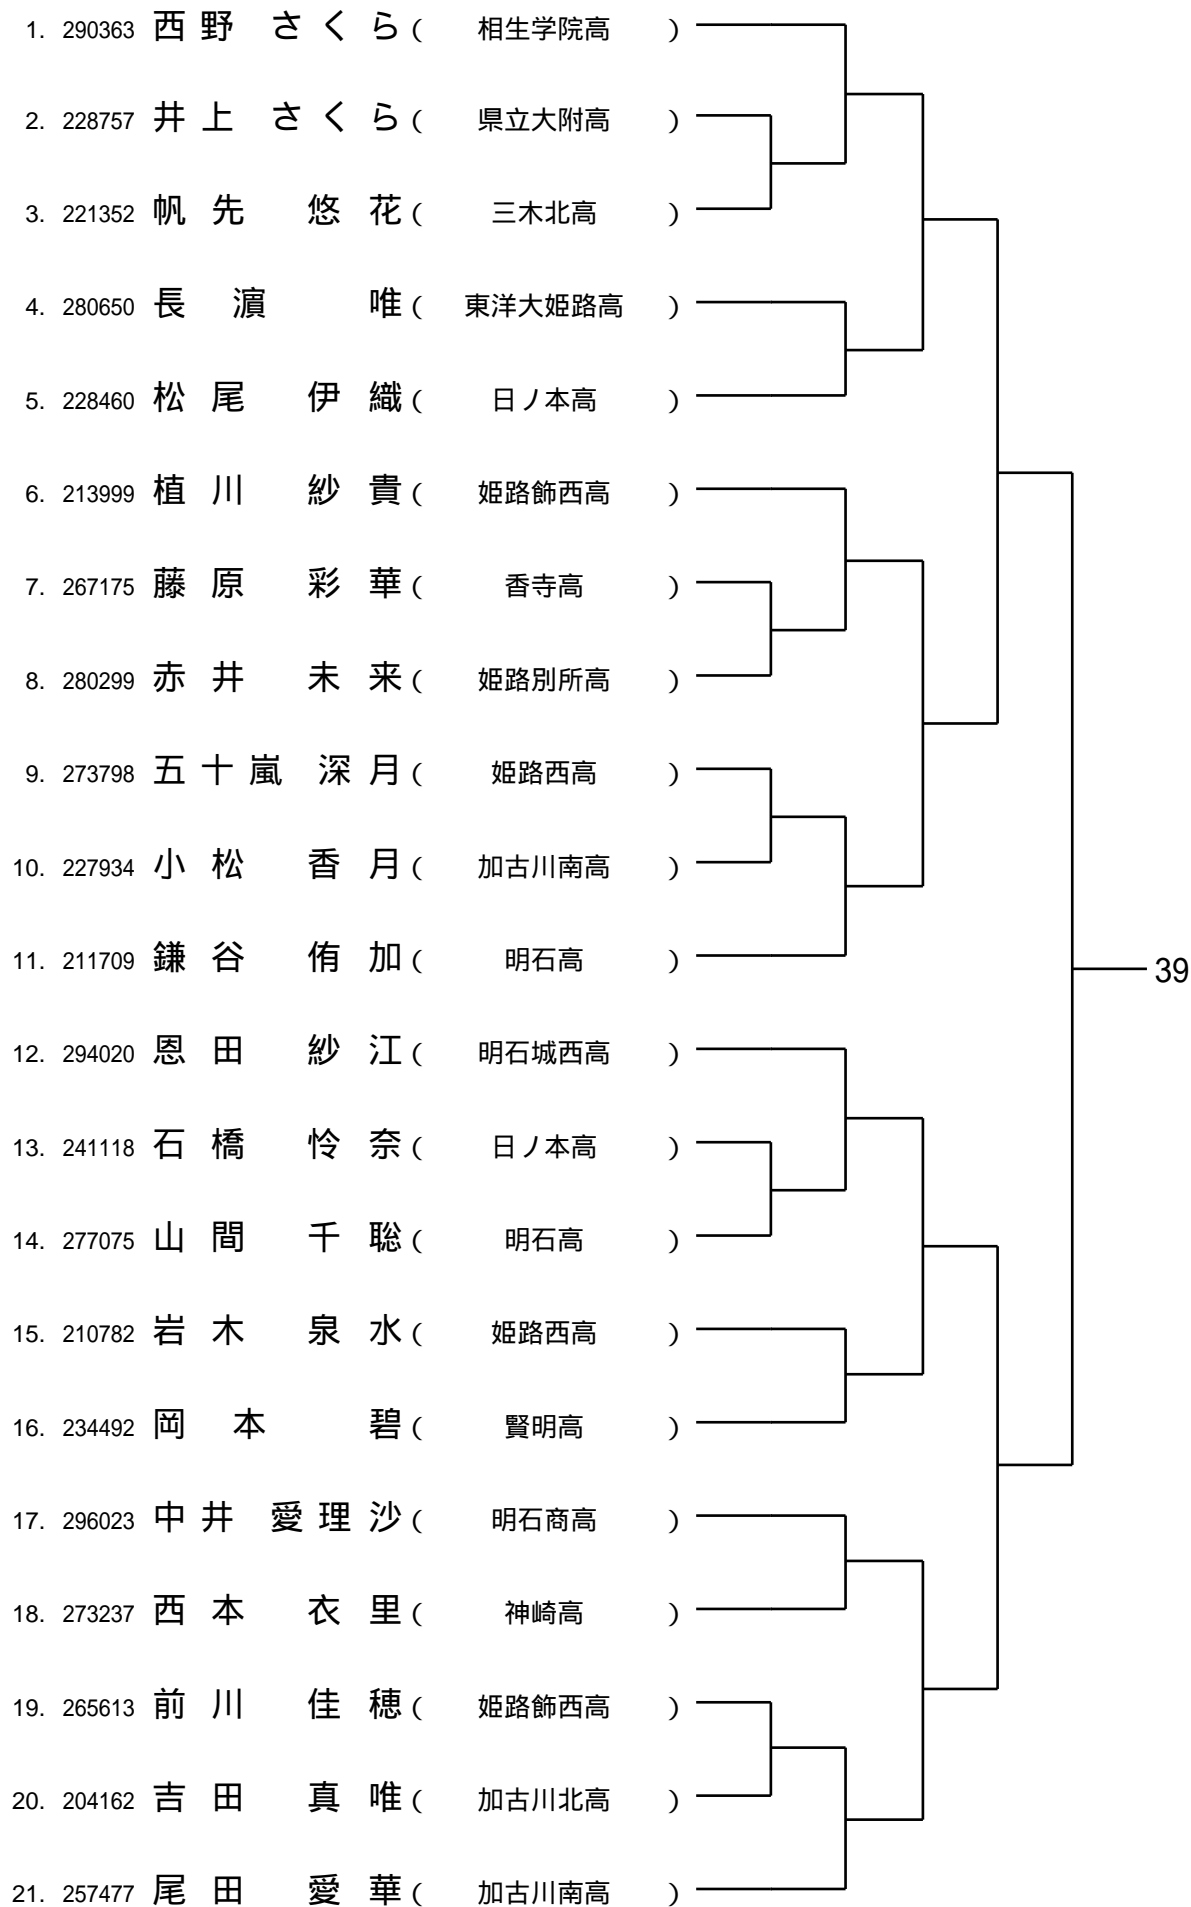 1. 290363 西野 さくら( 相生学院高 )
2. 228757 井上 さくら( 県立大附高 )
3. 221352 帆先 悠花( 三木北高 )
4. 280650 長濵 唯( 東洋大姫路高 )
5. 228460 松尾 伊織( 日ノ本高 )
6. 213999 植川 紗貴( 姫路飾西高 )
7. 267175 藤原 彩華( 香寺高 )
8. 280299 赤井 未来( 姫路別所高 )
9. 273798 五十嵐 深月( 姫路西高 )
10. 227934 小松 香月( 加古川南高 )
11. 211709 鎌谷 侑加( 明石高 )
39
12. 294020 恩田 紗江( 明石城西高 )
13. 241118 石橋 怜奈( 日ノ本高 )
14. 277075 山間 千聡( 明石高 )
15. 210782 岩木 泉水( 姫路西高 )
16. 234492 岡本 碧( 賢明高 )
17. 296023 中井 愛理沙( 明石商高 )
18. 273237 西本 衣里( 神崎高 )
19. 265613 前川 佳穂( 姫路飾西高 )
20. 204162 吉田 真唯( 加古川北高 )
21. 257477 尾田 愛華( 加古川南高 )